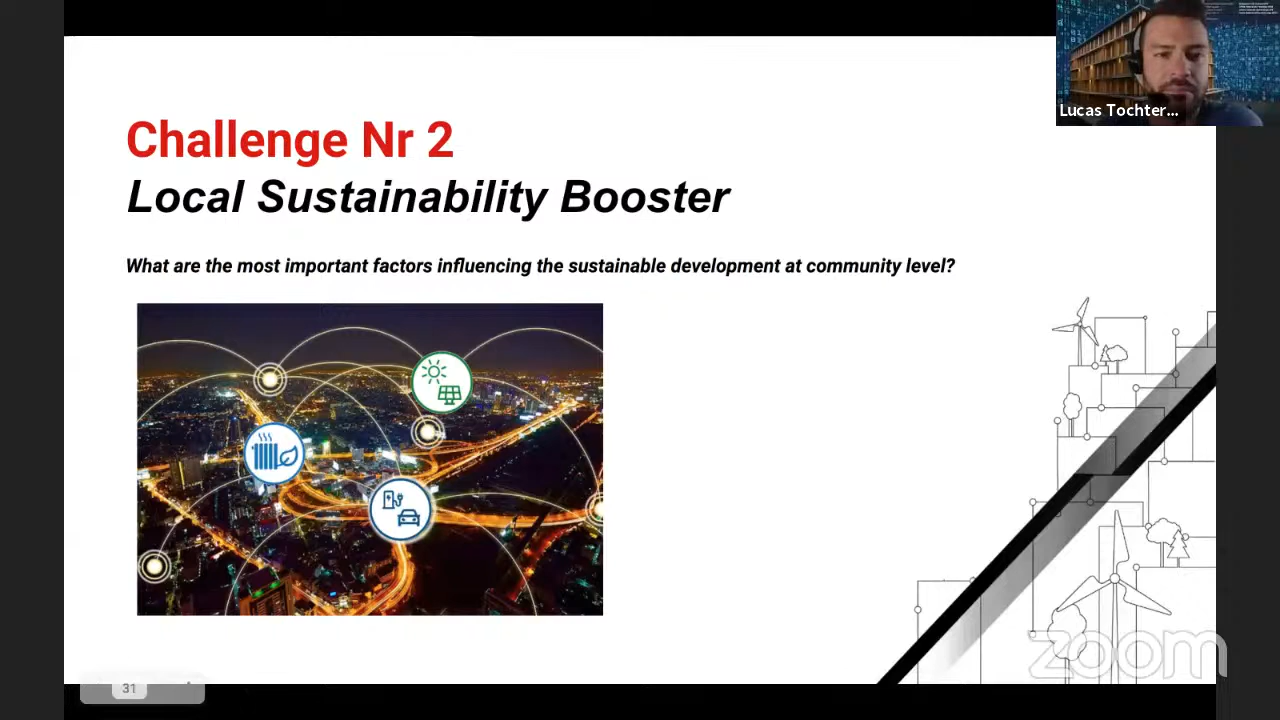 Challenge Nr 2
Local Sustainability Booster
What are the most important factors influencing the sustainable development at community level?
Lucas Tochter...
zoom
31